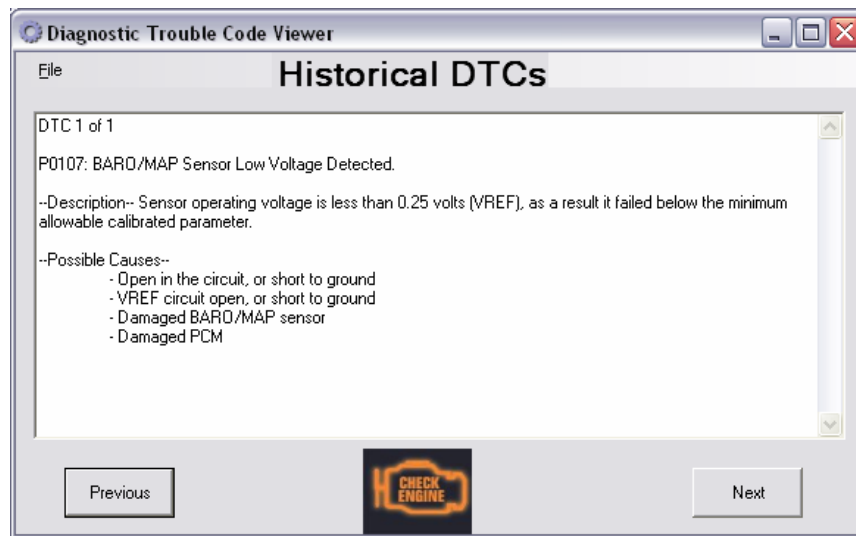 Diagnostic Trouble Code Viewer
File
Historical DTCs
DTC 1 of 1
P0107: BARO/MAP Sensor Low Voltage Detected.
--Description-- Sensor operating voltage is less than 0.25 volts (VREF), as a result it failed below the minimum
allowable calibrated parameter.
--Possible Causes--
- Open in the circuit, or short to ground
- VREF circuit open, or short to ground
- Damaged BARO/MAP sensor
- Damaged PCM
Previous
CHECK
ENGINE
Next